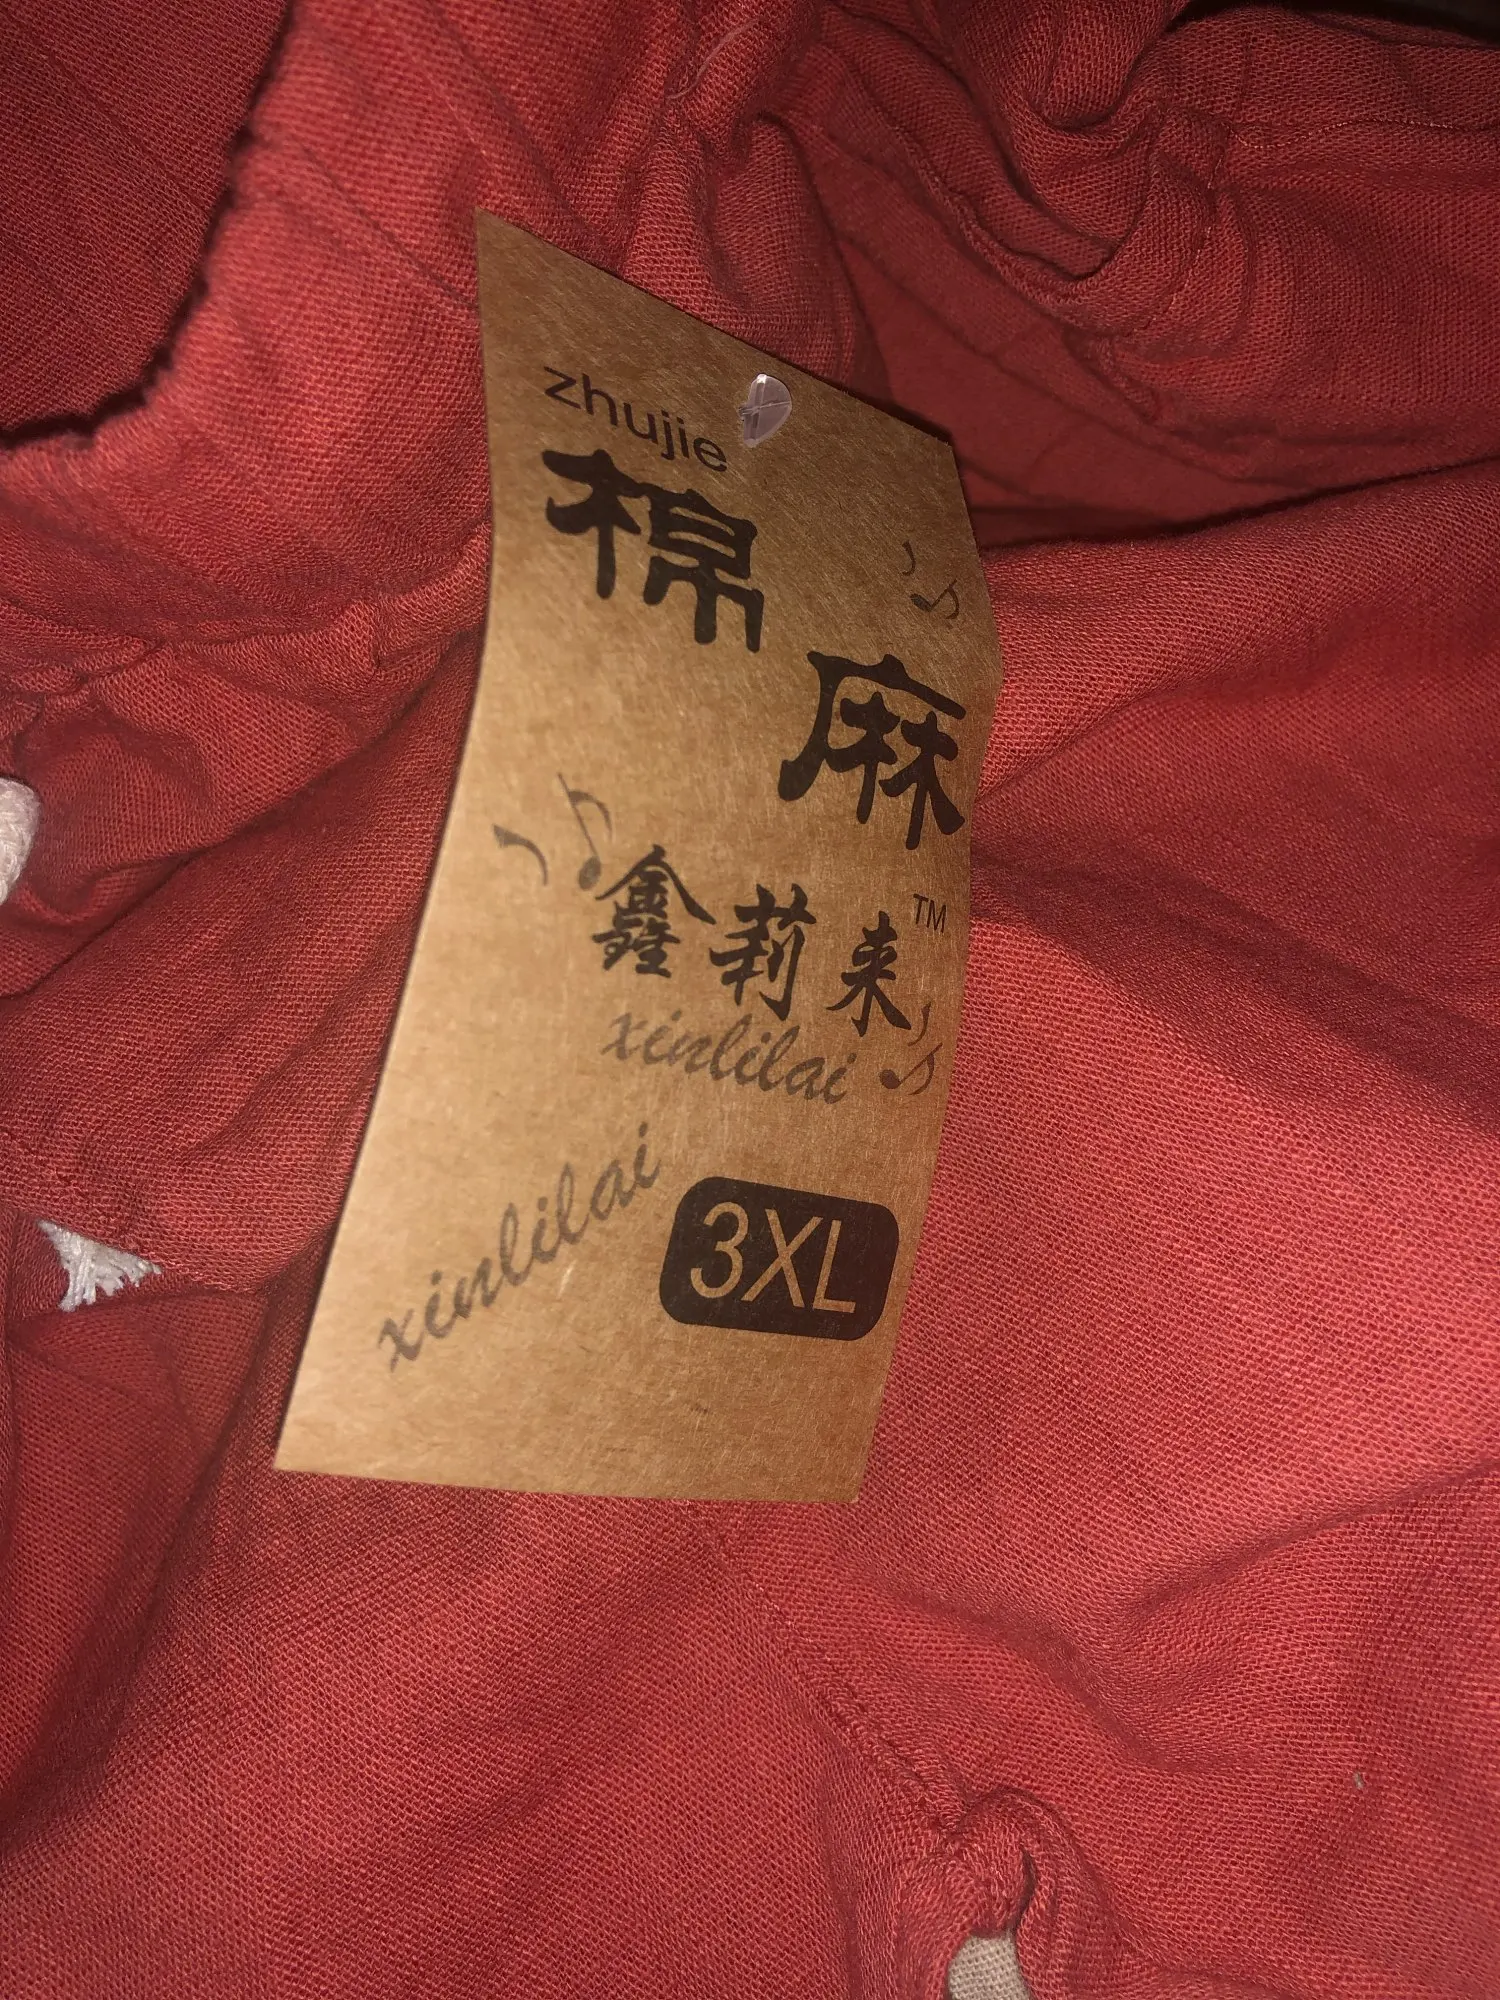 zhujie
棉麻
鑫莉来™
xinlilai
xinlilai
3XL